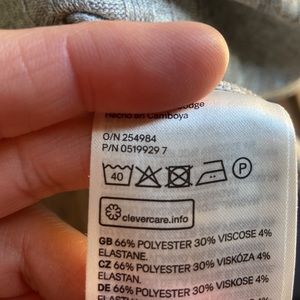 Hecho en Camboya
O/N 254984
P/N 0519929 7
40
P
clevercare.info
GB 66% POLYESTER 30% VISCOSE 4%
ELASTANE.
CZ 66% POLYESTER 30% VISKÓZA 4%
ELASTAN.
DE 66% POLYESTER 30% VISKOSE 4%